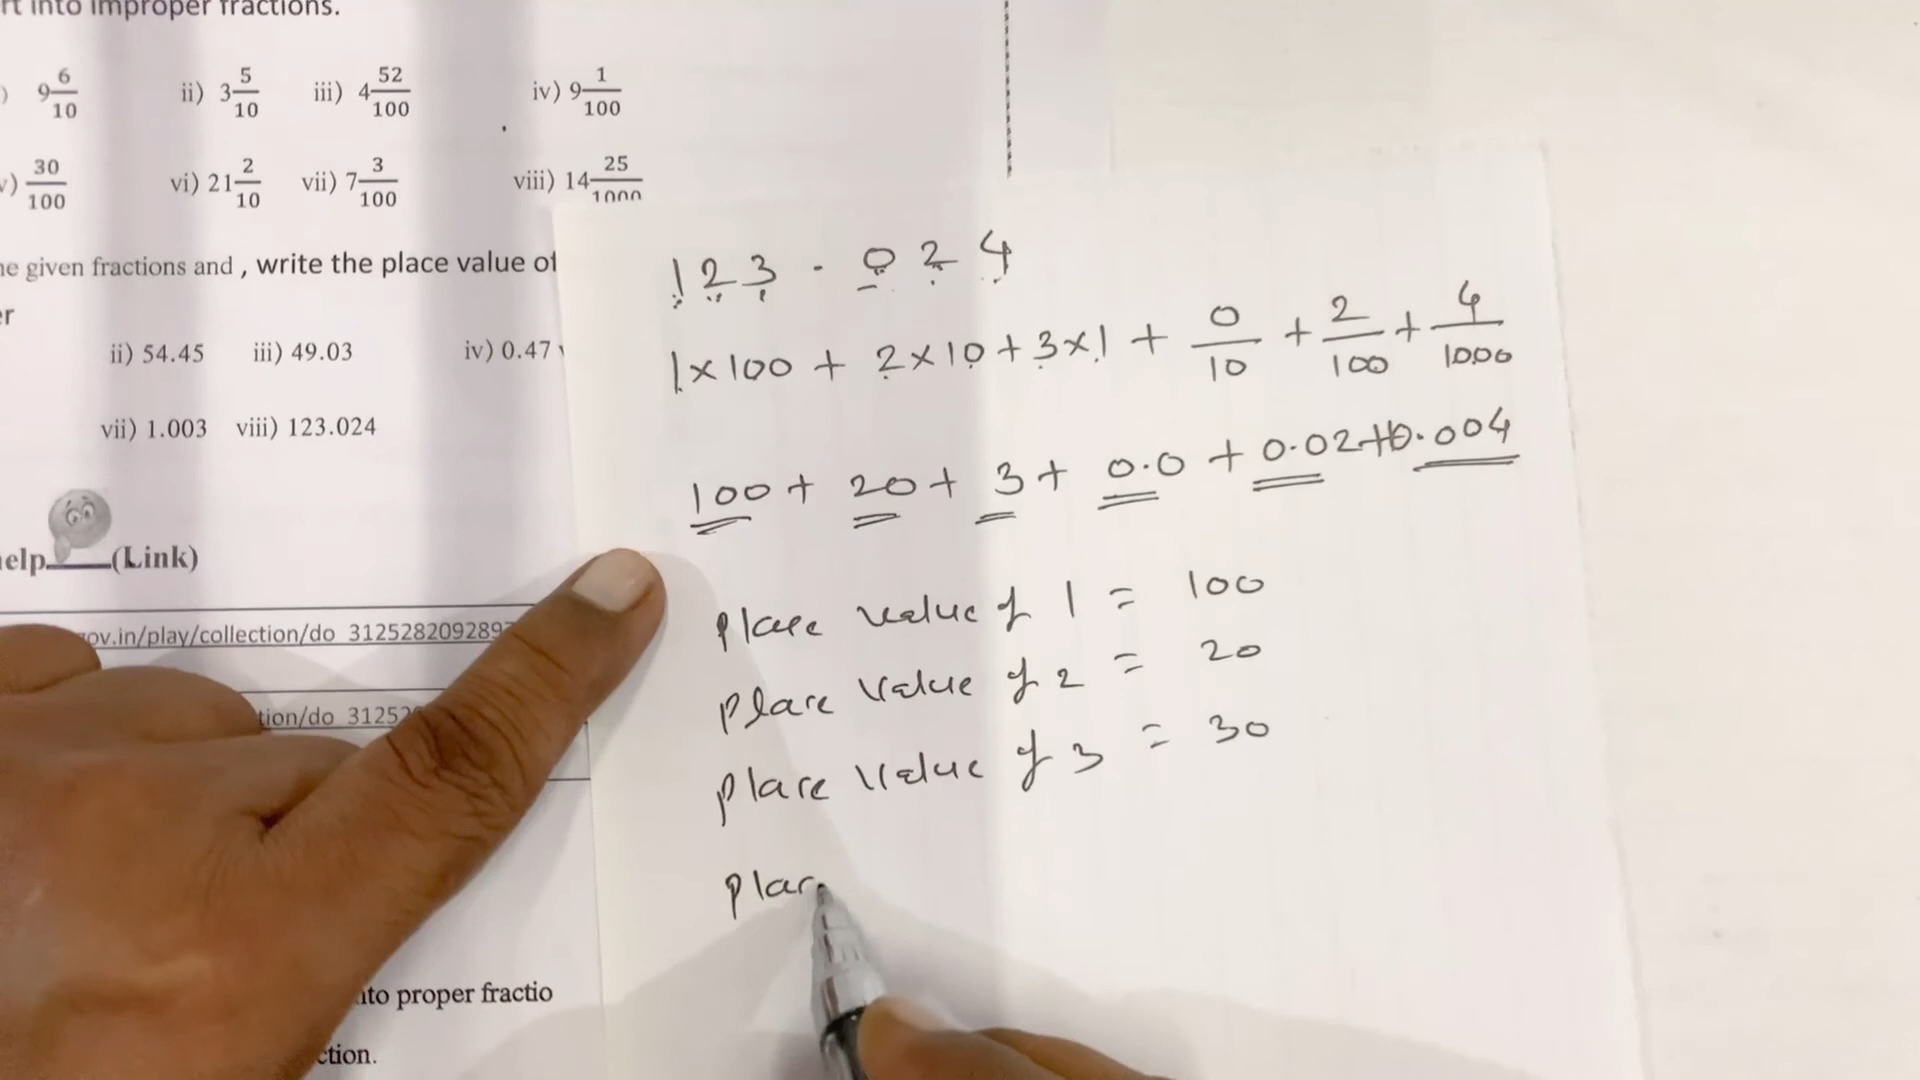 rt into improper fractions.
) 9 6/10 ii) 3 5/10 iii) 4 52/100 iv) 9 1/100
v) 30/100 vi) 21 2/10 vii) 7 3/100 viii) 14 25/1000
he given fractions and , write the place value of
er
ii) 54.45 iii) 49.03 iv) 0.47
vii) 1.003 viii) 123.024
help (Link)
gov.in/play/collection/do_312528209289
tion/do_3125
nto proper fractio
ction.
123.024
1×100 + 2×10+3×1 + 0/10 + 2/100 + 4/1000
100+ 20+ 3+ 0.0 + 0.02+0.004
Place value of 1 = 100
Place value of 2 = 20
Place value of 3 = 30
Plac